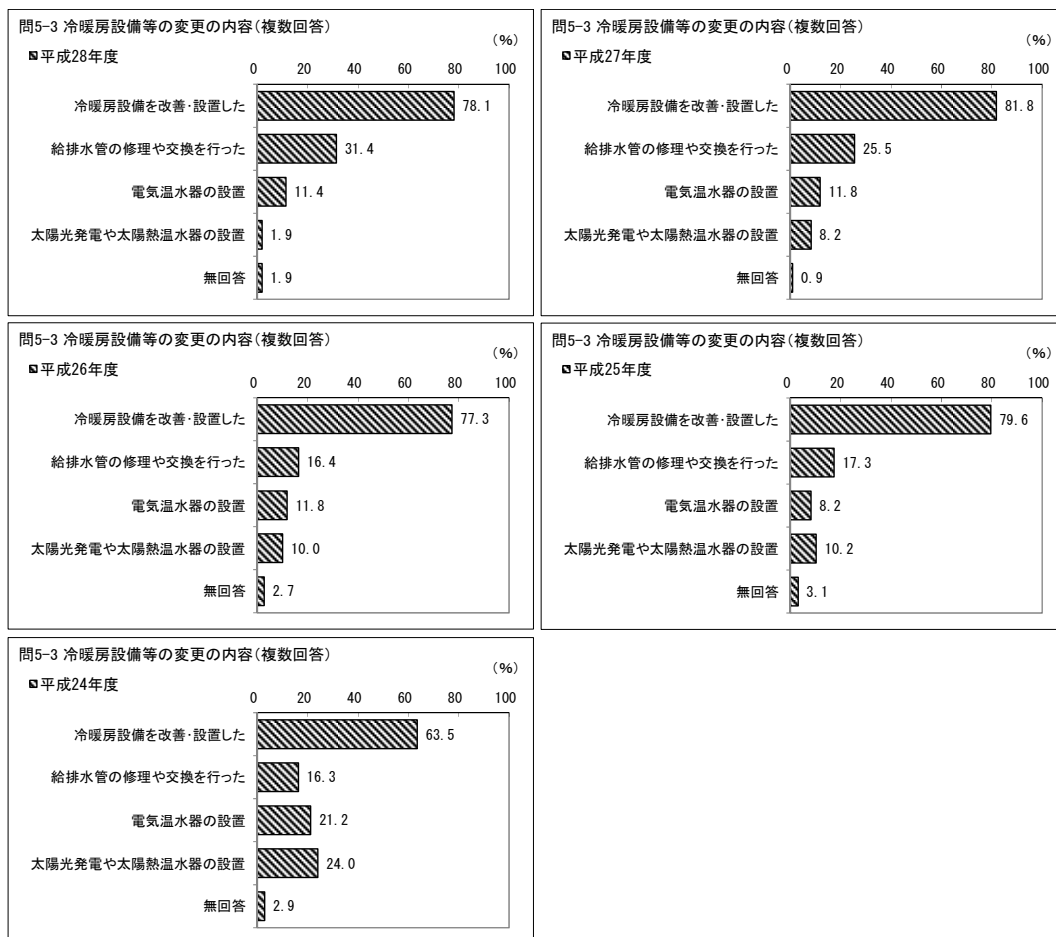 問5-3 冷暖房設備等の変更の内容(複数回答)
(%)
平成28年度
0 20 40 60 80 100
冷暖房設備を改善・設置した 78.1
給排水管の修理や交換を行った 31.4
電気温水器の設置 11.4
太陽光発電や太陽熱温水器の設置 1.9
無回答 1.9
問5-3 冷暖房設備等の変更の内容(複数回答)
(%)
平成27年度
0 20 40 60 80 100
冷暖房設備を改善・設置した 81.8
給排水管の修理や交換を行った 25.5
電気温水器の設置 11.8
太陽光発電や太陽熱温水器の設置 8.2
無回答 0.9
問5-3 冷暖房設備等の変更の内容(複数回答)
(%)
平成26年度
0 20 40 60 80 100
冷暖房設備を改善・設置した 77.3
給排水管の修理や交換を行った 16.4
電気温水器の設置 11.8
太陽光発電や太陽熱温水器の設置 10.0
無回答 2.7
問5-3 冷暖房設備等の変更の内容(複数回答)
(%)
平成25年度
0 20 40 60 80 100
冷暖房設備を改善・設置した 79.6
給排水管の修理や交換を行った 17.3
電気温水器の設置 8.2
太陽光発電や太陽熱温水器の設置 10.2
無回答 3.1
問5-3 冷暖房設備等の変更の内容(複数回答)
(%)
平成24年度
0 20 40 60 80 100
冷暖房設備を改善・設置した 63.5
給排水管の修理や交換を行った 16.3
電気温水器の設置 21.2
太陽光発電や太陽熱温水器の設置 24.0
無回答 2.9